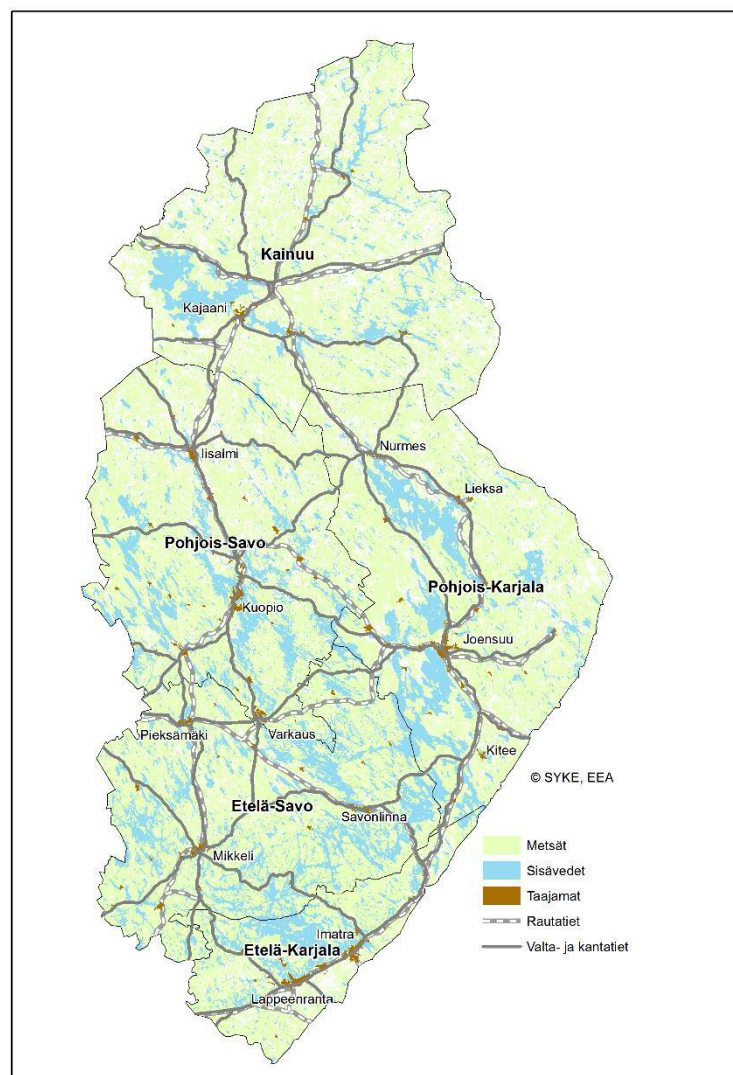 Kainuu
Kajaani
Iisalmi
Nurmes
Lieksa
Pohjois-Savo
Pohjois-Karjala
Kuopio
Joensuu
Pieksämäki
Varkaus
Kitee
© SYKE, EEA
Etelä-Savo
Savonlinna
Mikkeli
Metsät
Sisävedet
Taajamat
Rautatiet
Valta- ja kantatiet
Imatra
Etelä-Karjala
Lappeenranta